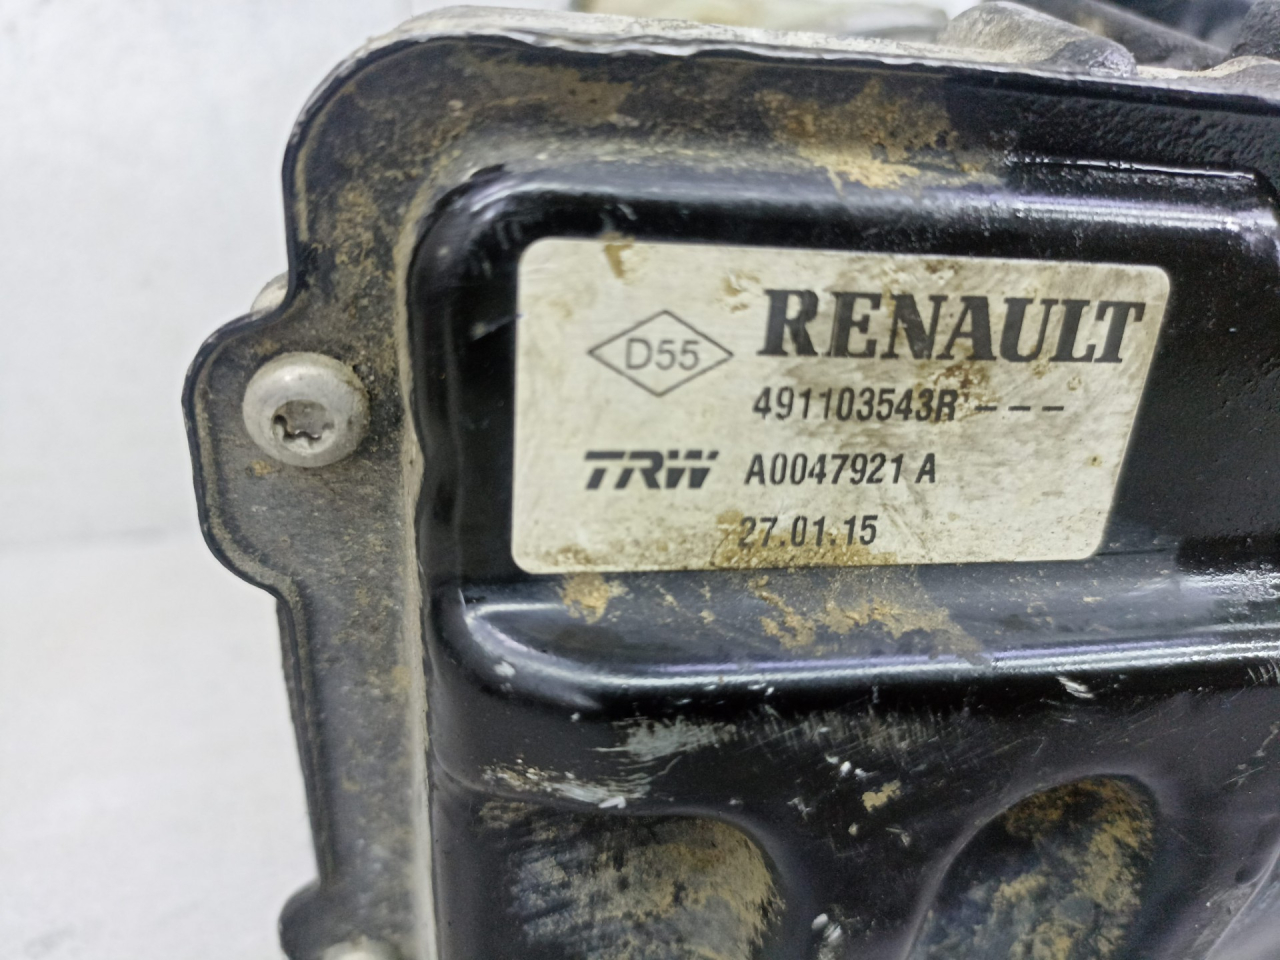 D55
RENAULT
491103543R - - -
TRW A0047921 A
27.01.15